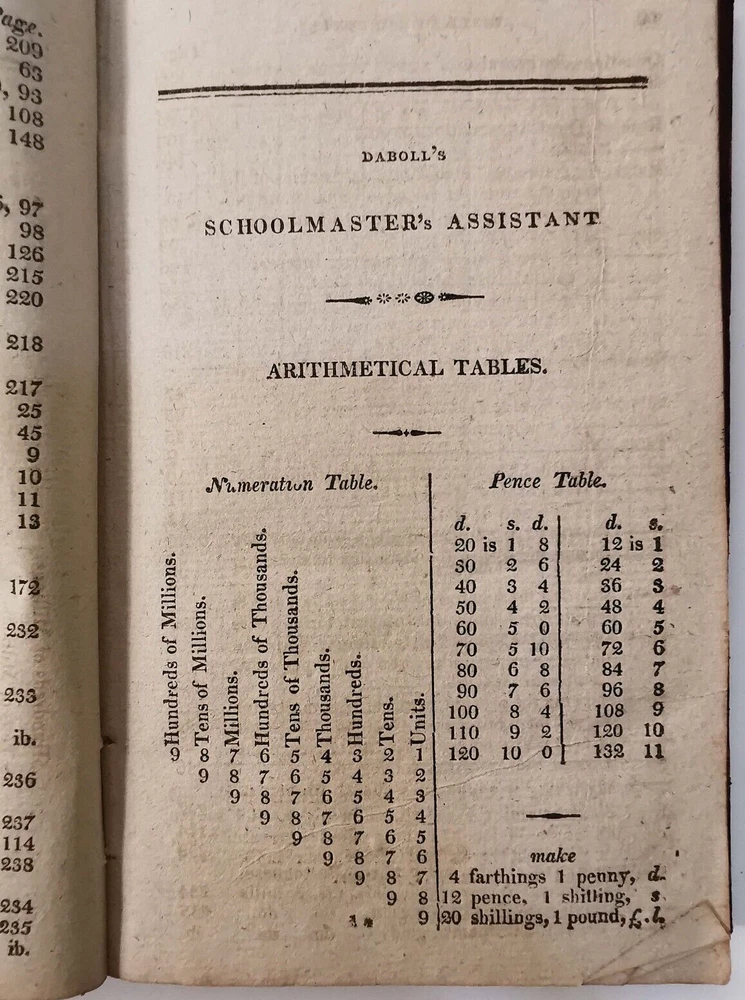 Page.
209
63
, 93
108
148
, 97
98
126
215
220
218
217
25
45
9
10
11
13
172
232
233
ib.
236
237
114
238
234
235
ib.
DABOLL's
SCHOOLMASTER's ASSISTANT
ARITHMETICAL TABLES.
Numeration Table.
Hundreds of Millions.
Tens of Millions.
Millions.
Hundreds of Thousands.
Tens of Thousands.
Thousands.
Hundreds.
Tens.
Units.
9 8 7 6 5 4 3 2 1
9 8 7 6 5 4 3 2
9 8 7 6 5 4 3
9 8 7 6 5 4
9 8 7 6 5
9 8 7 6
9 8 7
9 8
9
Pence Table.
d. s. d. d. s.
20 is 1 8 12 is 1
30 2 6 24 2
40 3 4 36 3
50 4 2 48 4
60 5 0 60 5
70 5 10 72 6
80 6 8 84 7
90 7 6 96 8
100 8 4 108 9
110 9 2 120 10
120 10 0 132 11
make
4 farthings 1 penny, d.
12 pence, 1 shilling, s.
20 shillings, 1 pound, £.l.